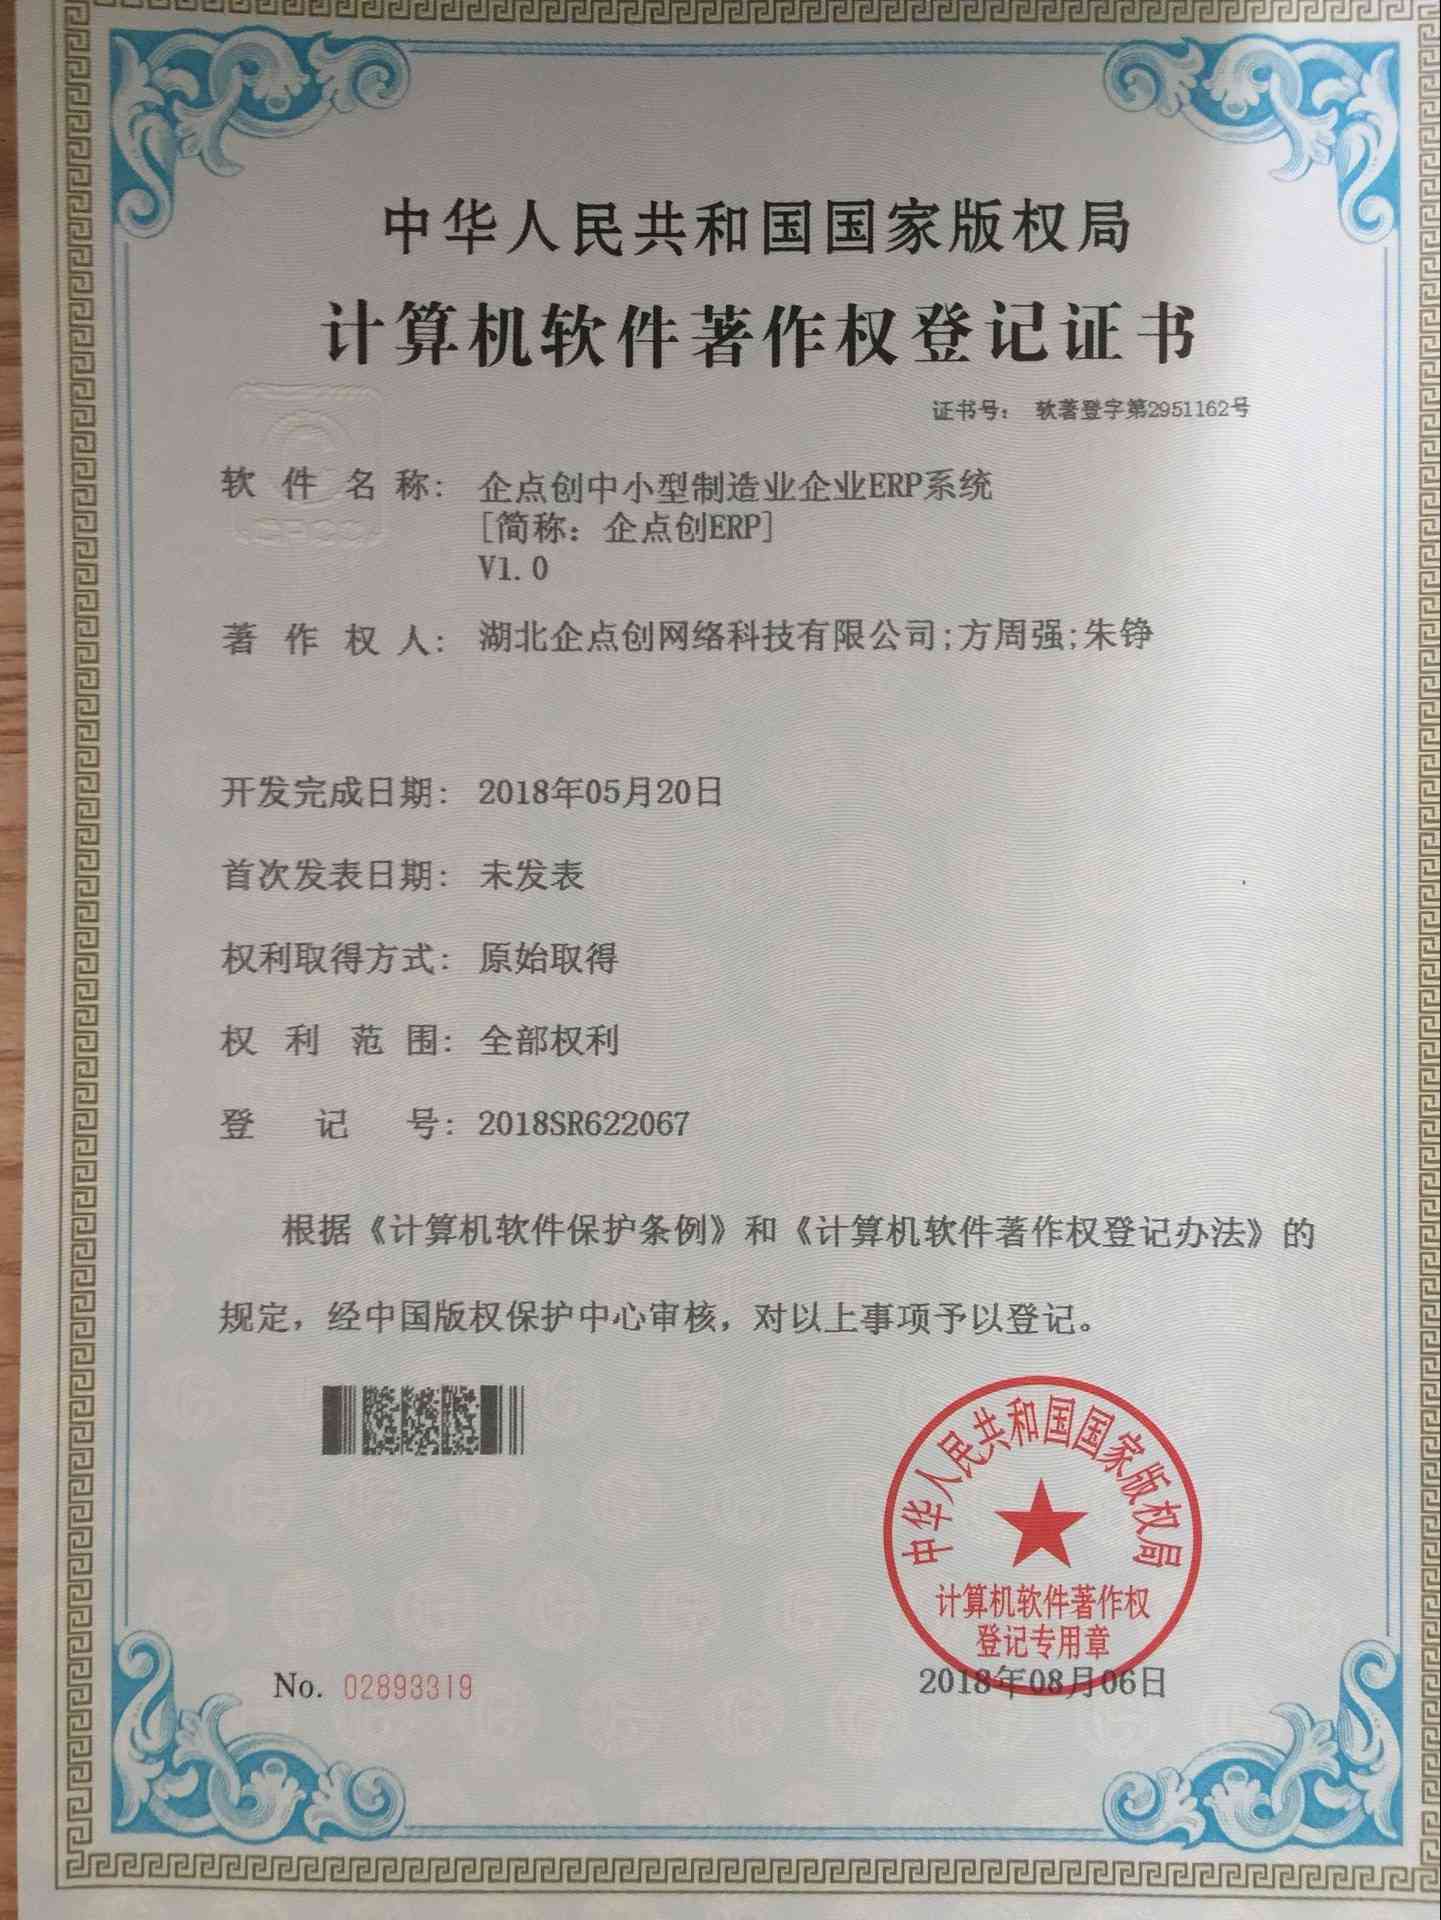 中华人民共和国国家版权局
计算机软件著作权登记证书
证书号： 软著登字第2951162号
软件名称： 企点创中小型制造业企业ERP系统
[简称：企点创ERP]
V1.0
著作权人： 湖北企点创网络科技有限公司;方周强;朱铮
开发完成日期： 2018年05月20日
首次发表日期： 未发表
权利取得方式： 原始取得
权利范围： 全部权利
登记号： 2018SR622067
根据《计算机软件保护条例》和《计算机软件著作权登记办法》的
规定，经中国版权保护中心审核，对以上事项予以登记。
中华人民共和国国家版权局
计算机软件著作权
登记专用章
No. 02893319
2018年08月06日